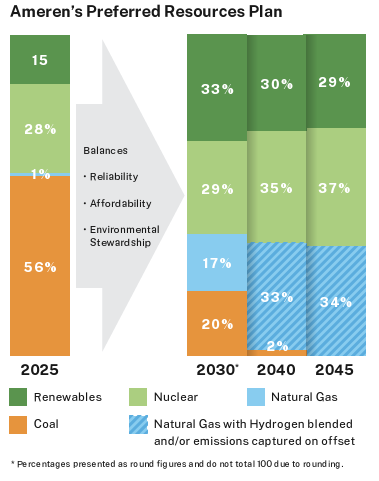 Ameren's Preferred Resources Plan
15
28%
1%
56%
Balances
• Reliability
• Affordability
• Environmental
Stewardship
33%
29%
17%
20%
30%
35%
33%
2%
29%
37%
34%
2025
2030*
2040
2045
Renewables
Nuclear
Natural Gas
Coal
Natural Gas with Hydrogen blended
and/or emissions captured on offset
* Percentages presented as round figures and do not total 100 due to rounding.